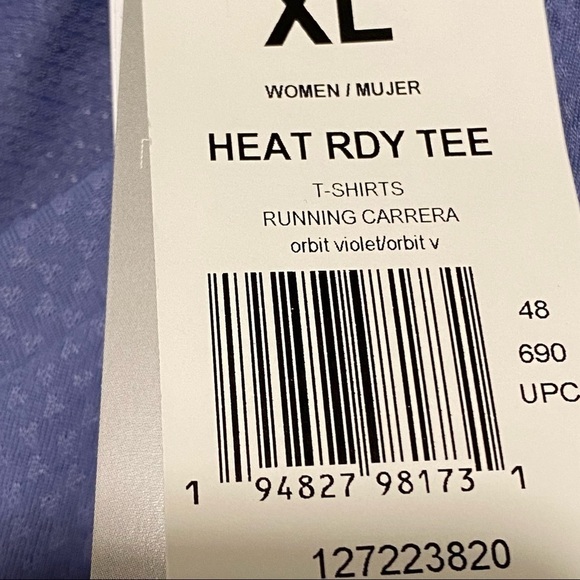 XL
WOMEN / MUJER
HEAT RDY TEE
T-SHIRTS
RUNNING CARRERA
orbit violet/orbit v
48
690
UPC
1 94827 98173 1
127223820